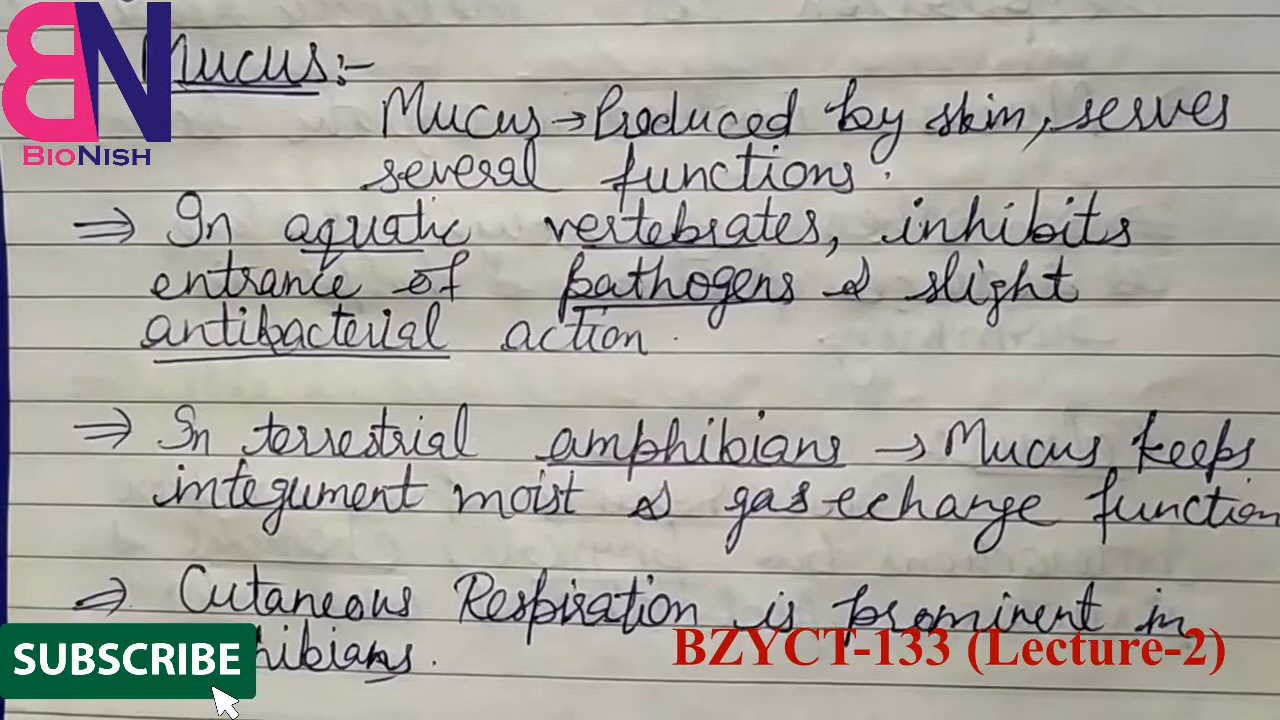 BN
BIONISH
Mucus:-
Mucus → Produced by skin, serves
several functions.
⇒ In aquatic vertebrates, inhibits
entrance of pathogens & slight
antibacterial action.
⇒ In terrestrial amphibians → Mucus keeps
integument moist & gas echange function
⇒ Cutaneous Respiration is prominent in
hibians.
SUBSCRIBE
BZYCT-133 (Lecture-2)